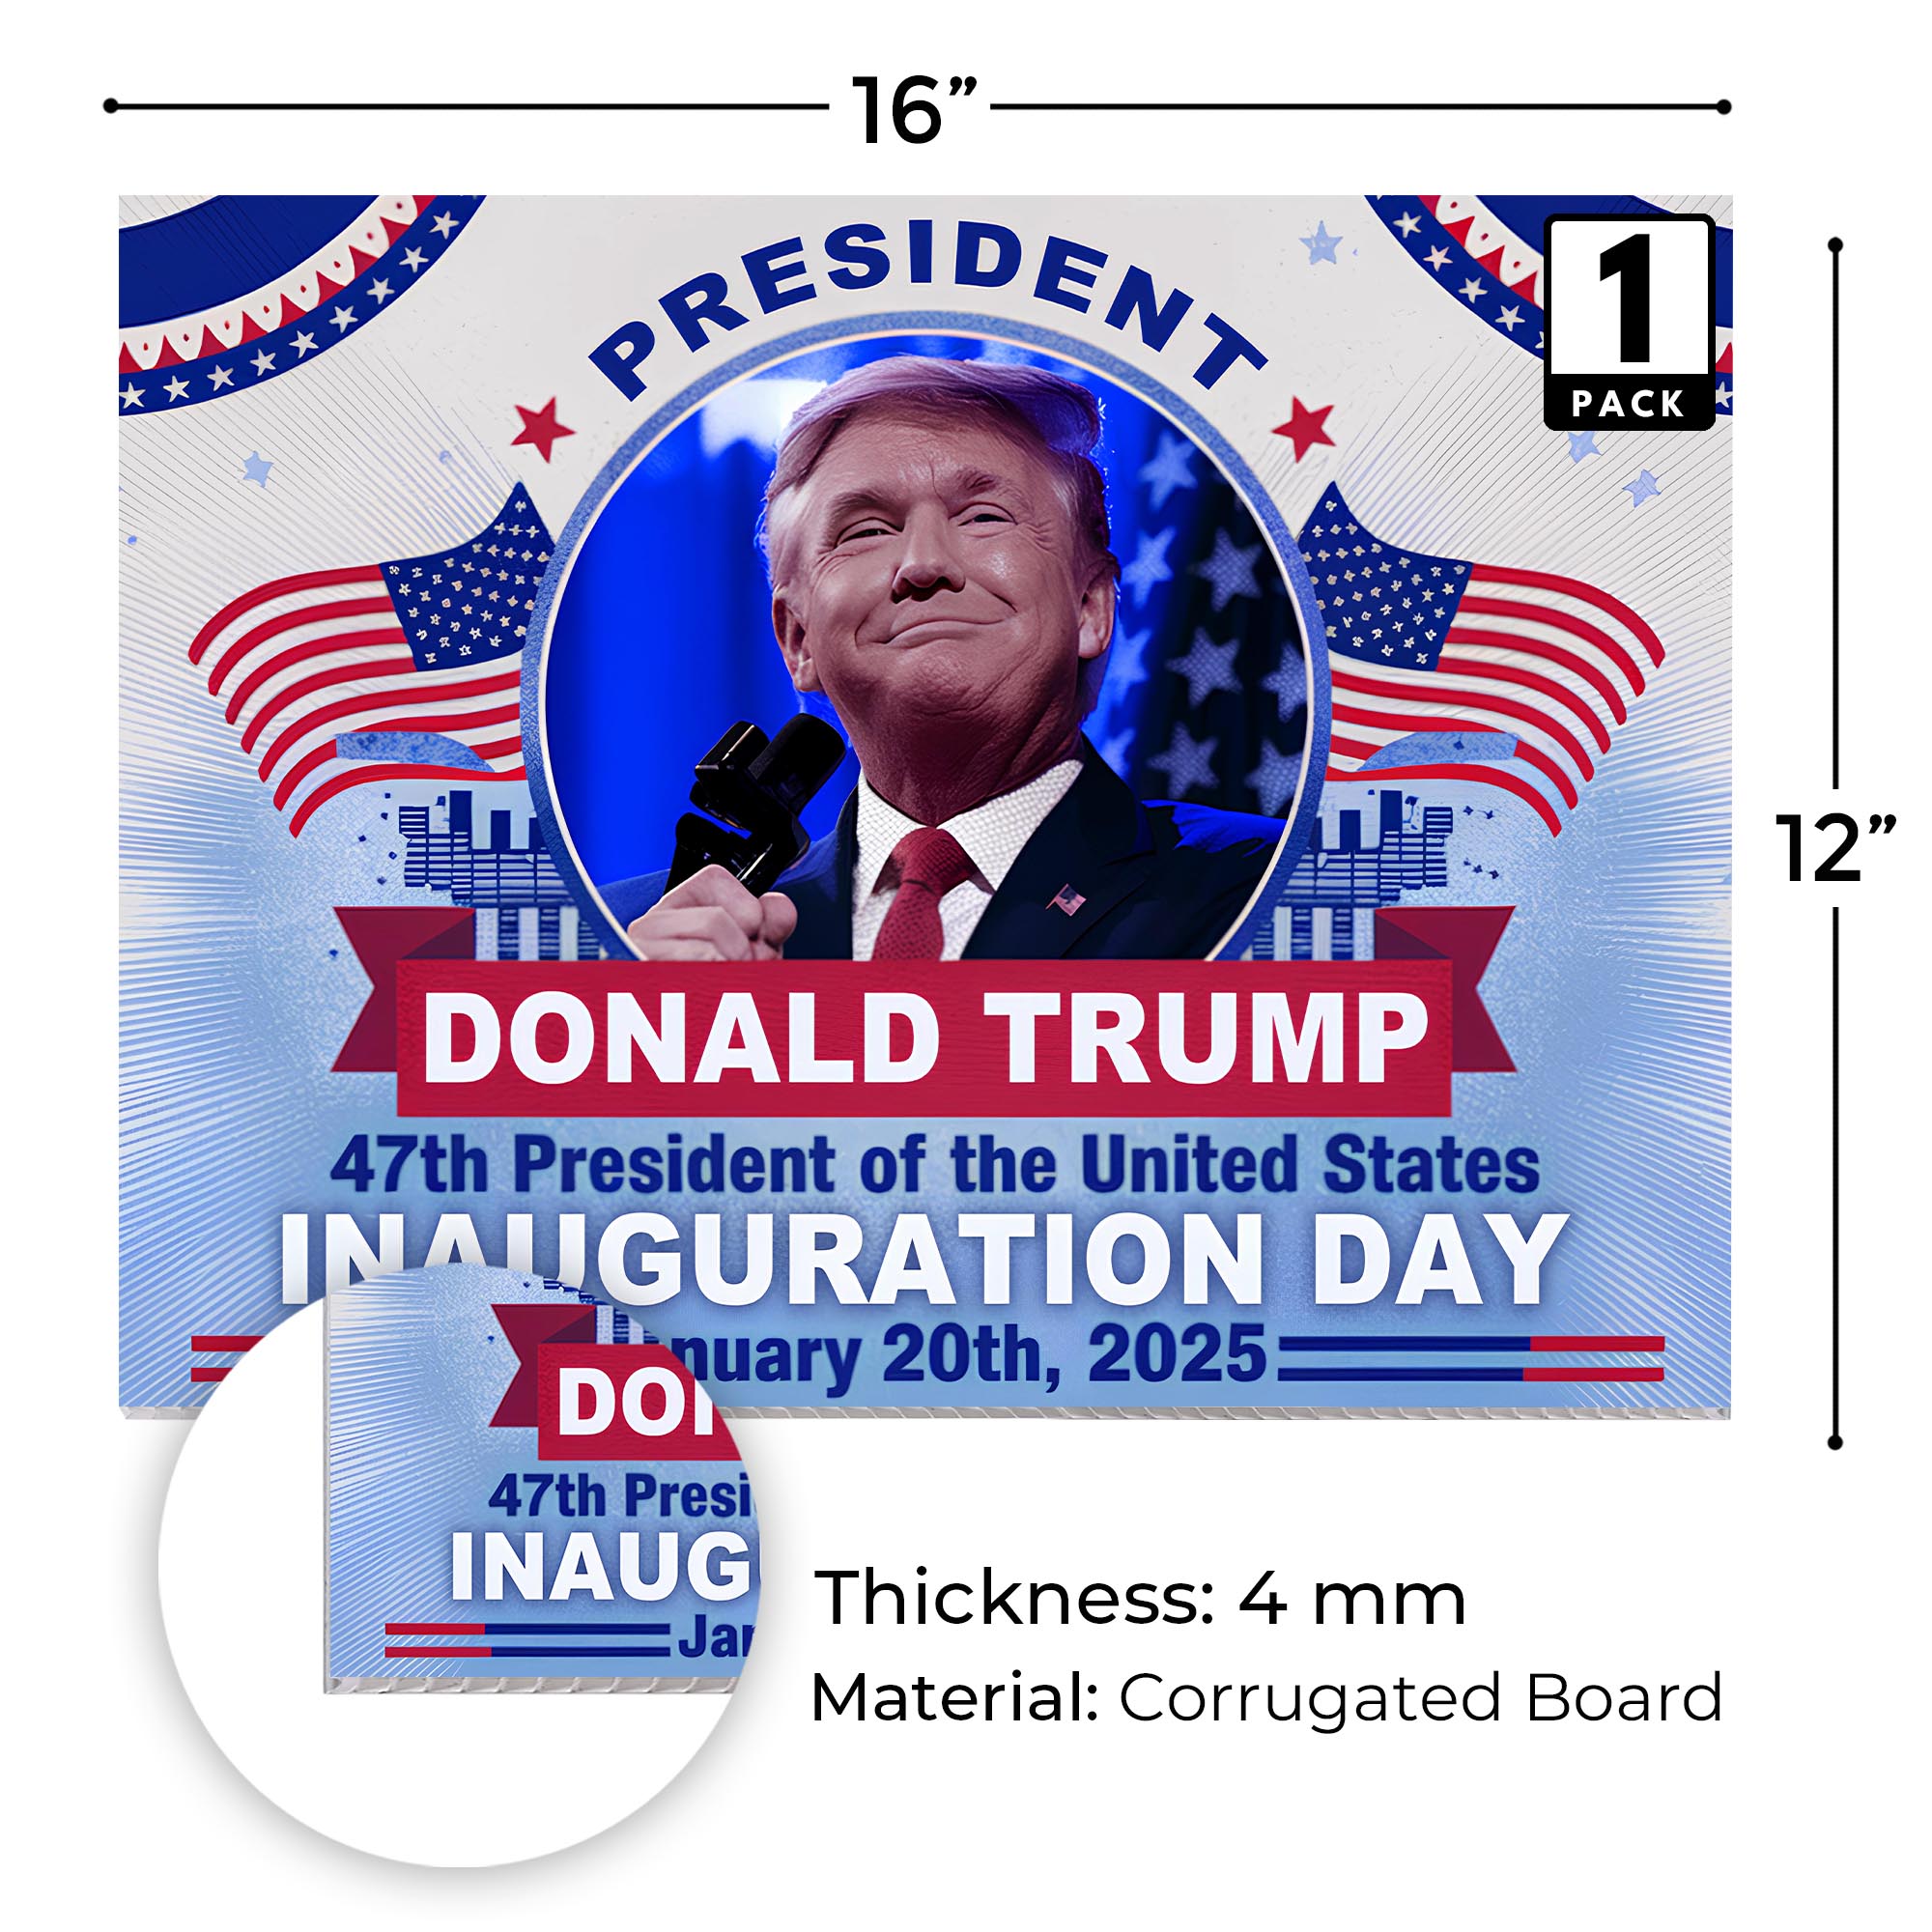 16”
PRESIDENT
1
PACK
12”
DONALD TRUMP
47th President of the United States
INAUGURATION DAY
nuary 20th, 2025
DON
47th Presi
INAUG
Jan
Thickness: 4 mm
Material: Corrugated Board